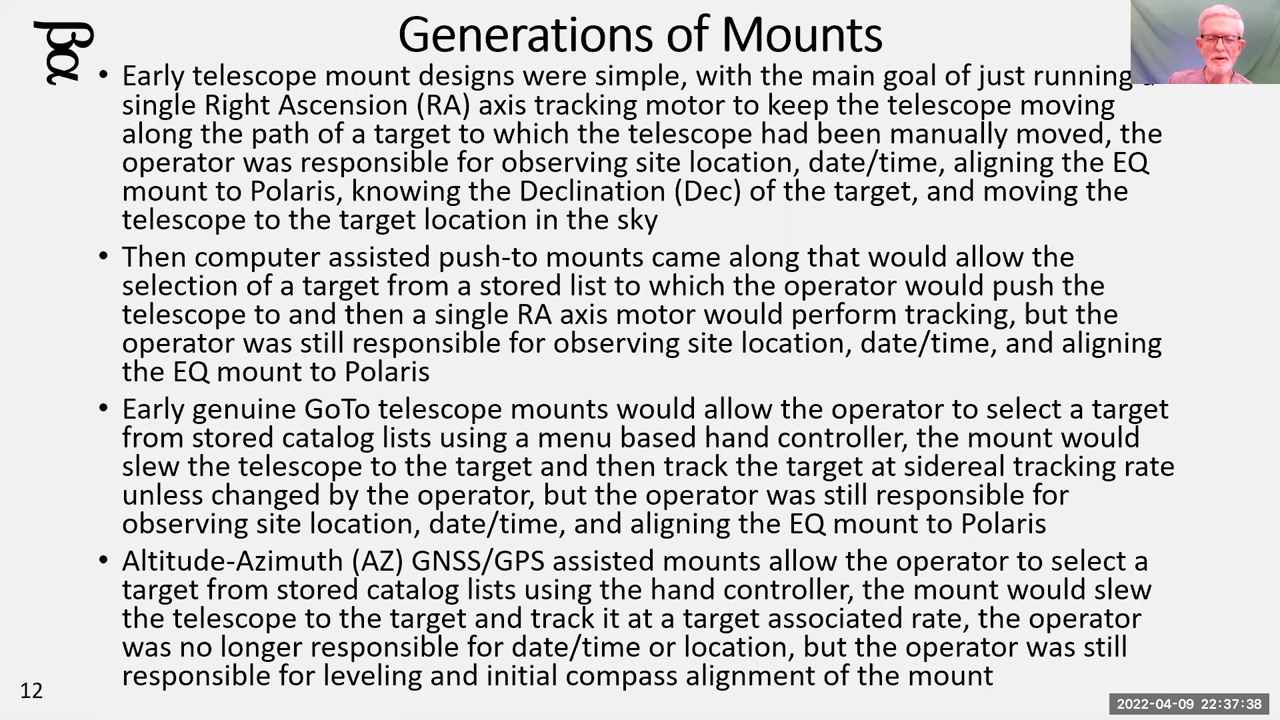 Generations of Mounts
• Early telescope mount designs were simple, with the main goal of just running a
single Right Ascension (RA) axis tracking motor to keep the telescope moving
along the path of a target to which the telescope had been manually moved, the
operator was responsible for observing site location, date/time, aligning the EQ
mount to Polaris, knowing the Declination (Dec) of the target, and moving the
telescope to the target location in the sky
• Then computer assisted push-to mounts came along that would allow the
selection of a target from a stored list to which the operator would push the
telescope to and then a single RA axis motor would perform tracking, but the
operator was still responsible for observing site location, date/time, and aligning
the EQ mount to Polaris
• Early genuine GoTo telescope mounts would allow the operator to select a target
from stored catalog lists using a menu based hand controller, the mount would
slew the telescope to the target and then track the target at sidereal tracking rate
unless changed by the operator, but the operator was still responsible for
observing site location, date/time, and aligning the EQ mount to Polaris
• Altitude-Azimuth (AZ) GNSS/GPS assisted mounts allow the operator to select a
target from stored catalog lists using the hand controller, the mount would slew
the telescope to the target and track it at a target associated rate, the operator
was no longer responsible for date/time or location, but the operator was still
responsible for leveling and initial compass alignment of the mount
12
2022-04-09 22:37:38